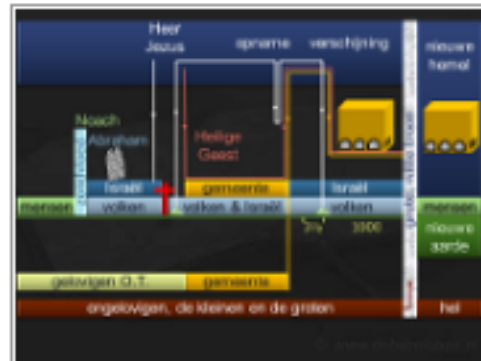 Heer
Jezus
opname
verschijning
nieuwe
hemel
Noach
Abraham
Heilige
Geest
Israël
gemeente
Israël
mensen
volken
volken & Israël
volken
mensen
1000
nieuwe
aarde
gelovigen O.T.
gemeente
ongelovigen, de kleinen en de groten
hel